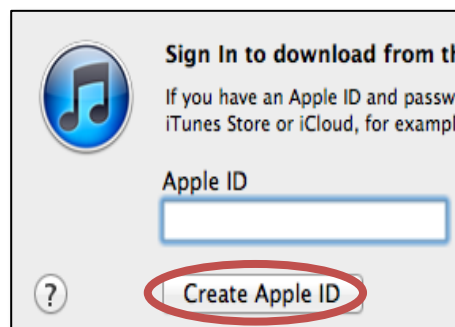 Sign In to download from th
If you have an Apple ID and passw
iTunes Store or iCloud, for exampl
Apple ID
?
Create Apple ID